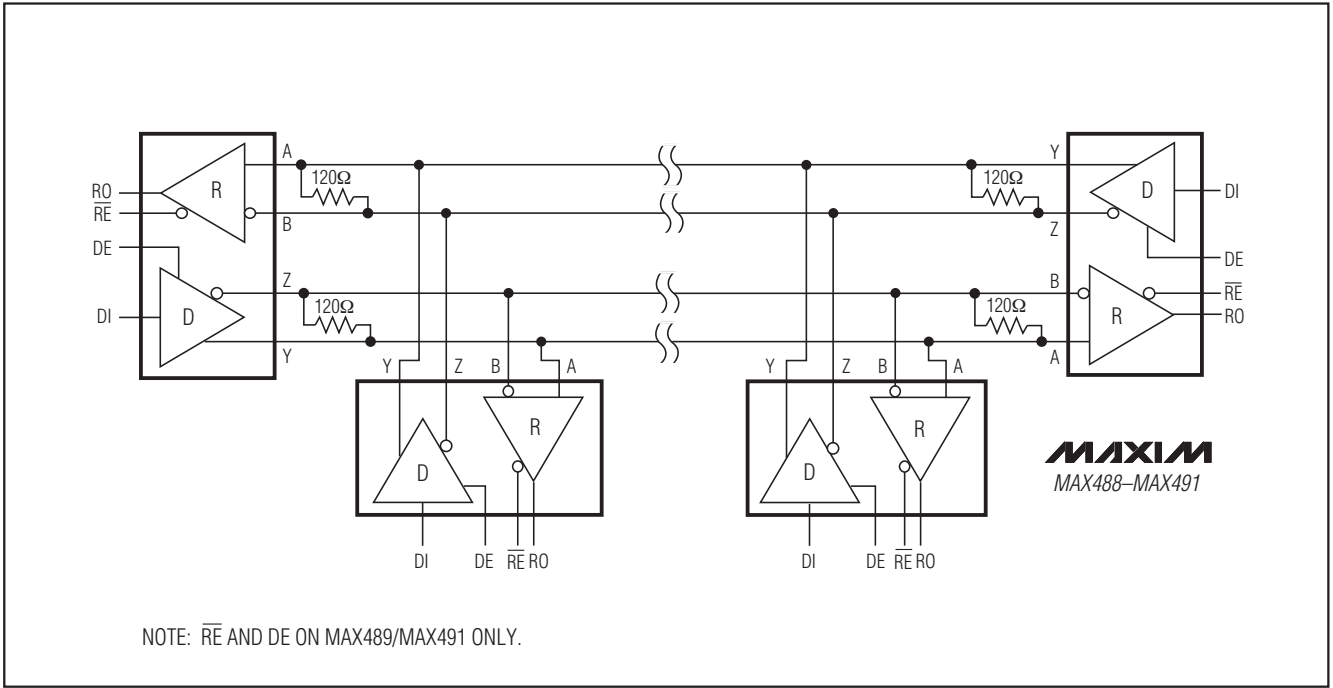 A
Y
120Ω
120Ω
RO
R
D
DI
RE
B
Z
DE
DE
Z
B
RE
120Ω
120Ω
DI
D
R
RO
Y
A
Y
Z
B
A
Y
Z
B
A
R
R
D
D
MAXIM
MAX488–MAX491
DI
DE
RE
RO
DI
DE
RE
RO
NOTE: RE AND DE ON MAX489/MAX491 ONLY.